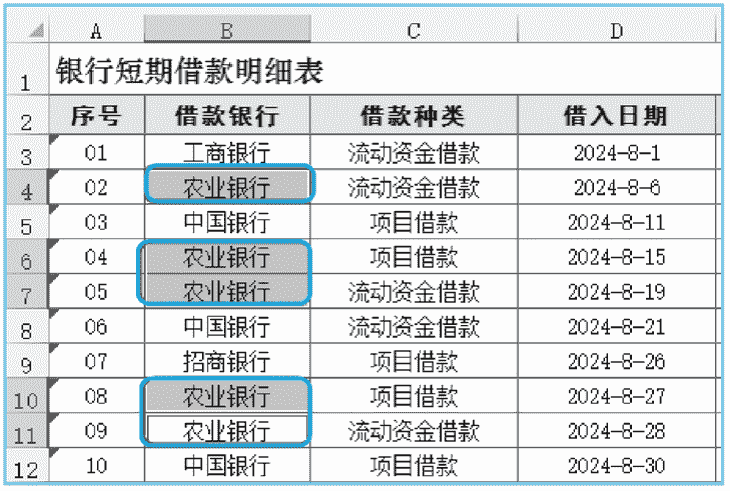 A B C D
1 银行短期借款明细表
2 序号 借款银行 借款种类 借入日期
3 01 工商银行 流动资金借款 2024-8-1
4 02 农业银行 流动资金借款 2024-8-6
5 03 中国银行 项目借款 2024-8-11
6 04 农业银行 项目借款 2024-8-15
7 05 农业银行 流动资金借款 2024-8-19
8 06 中国银行 流动资金借款 2024-8-21
9 07 招商银行 项目借款 2024-8-26
10 08 农业银行 项目借款 2024-8-27
11 09 农业银行 流动资金借款 2024-8-28
12 10 中国银行 项目借款 2024-8-30